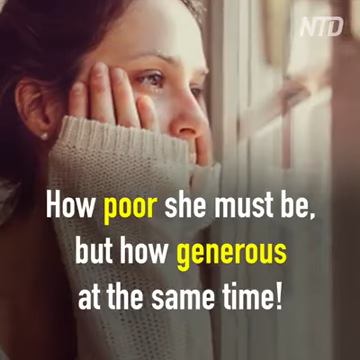 NTD
How poor she must be,
but how generous
at the same time!